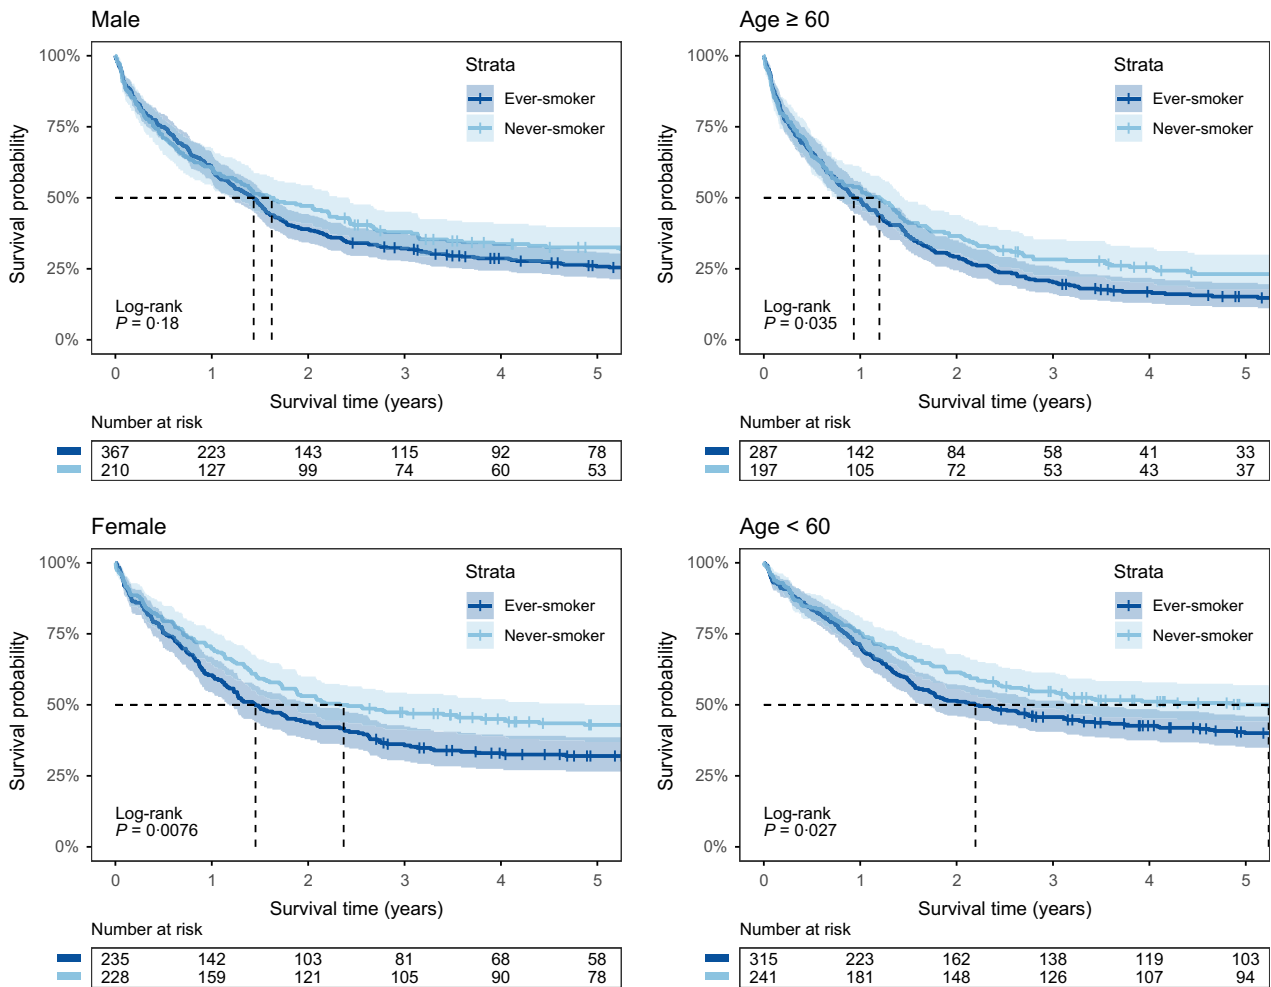 Male
100%
75%
50%
25%
0%
Survival probability
Strata
Ever-smoker
Never-smoker
Log-rank
P = 0·18
0 1 2 3 4 5
Survival time (years)
Number at risk
367 223 143 115 92 78
210 127 99 74 60 53
Age ≥ 60
100%
75%
50%
25%
0%
Survival probability
Strata
Ever-smoker
Never-smoker
Log-rank
P = 0·035
0 1 2 3 4 5
Survival time (years)
Number at risk
287 142 84 58 41 33
197 105 72 53 43 37
Female
100%
75%
50%
25%
0%
Survival probability
Strata
Ever-smoker
Never-smoker
Log-rank
P = 0·0076
0 1 2 3 4 5
Survival time (years)
Number at risk
235 142 103 81 68 58
228 159 121 105 90 78
Age < 60
100%
75%
50%
25%
0%
Survival probability
Strata
Ever-smoker
Never-smoker
Log-rank
P = 0·027
0 1 2 3 4 5
Survival time (years)
Number at risk
315 223 162 138 119 103
241 181 148 126 107 94